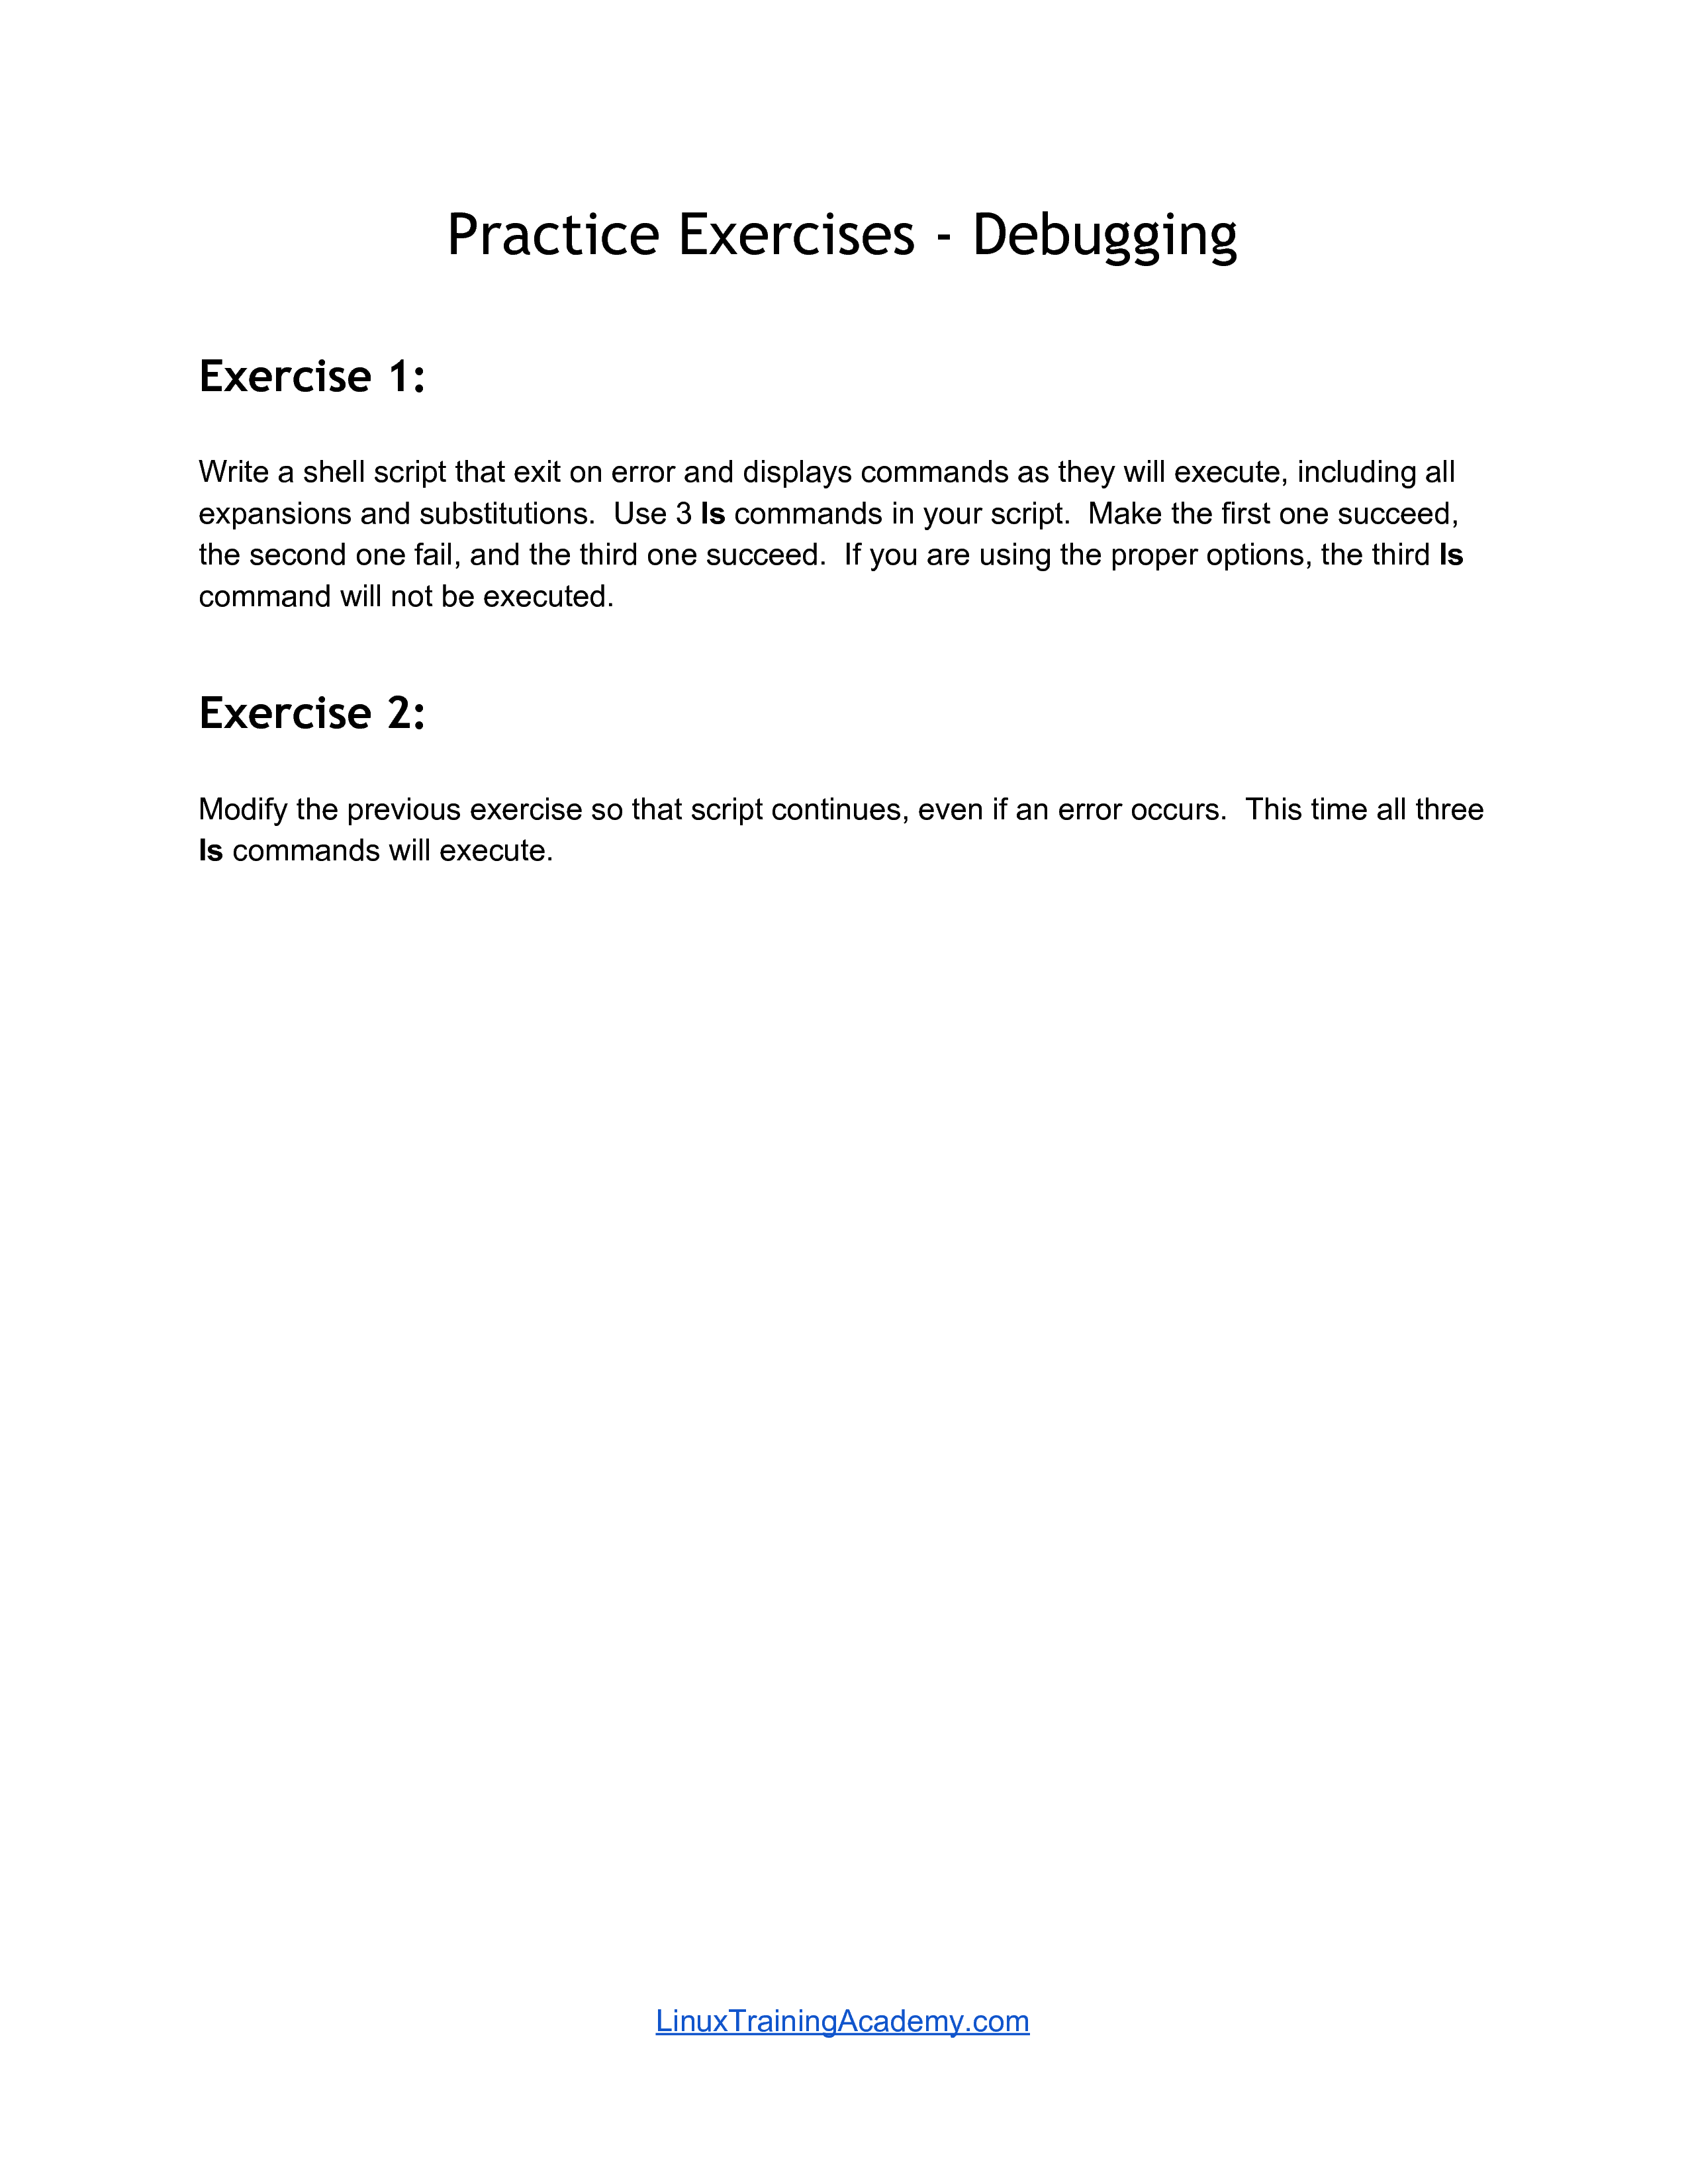 Practice Exercises - Debugging
Exercise 1:
Write a shell script that exit on error and displays commands as they will execute, including all
expansions and substitutions.  Use 3 ls commands in your script.  Make the first one succeed,
the second one fail, and the third one succeed.  If you are using the proper options, the third ls
command will not be executed.
Exercise 2:
Modify the previous exercise so that script continues, even if an error occurs.  This time all three
ls commands will execute.
LinuxTrainingAcademy.com